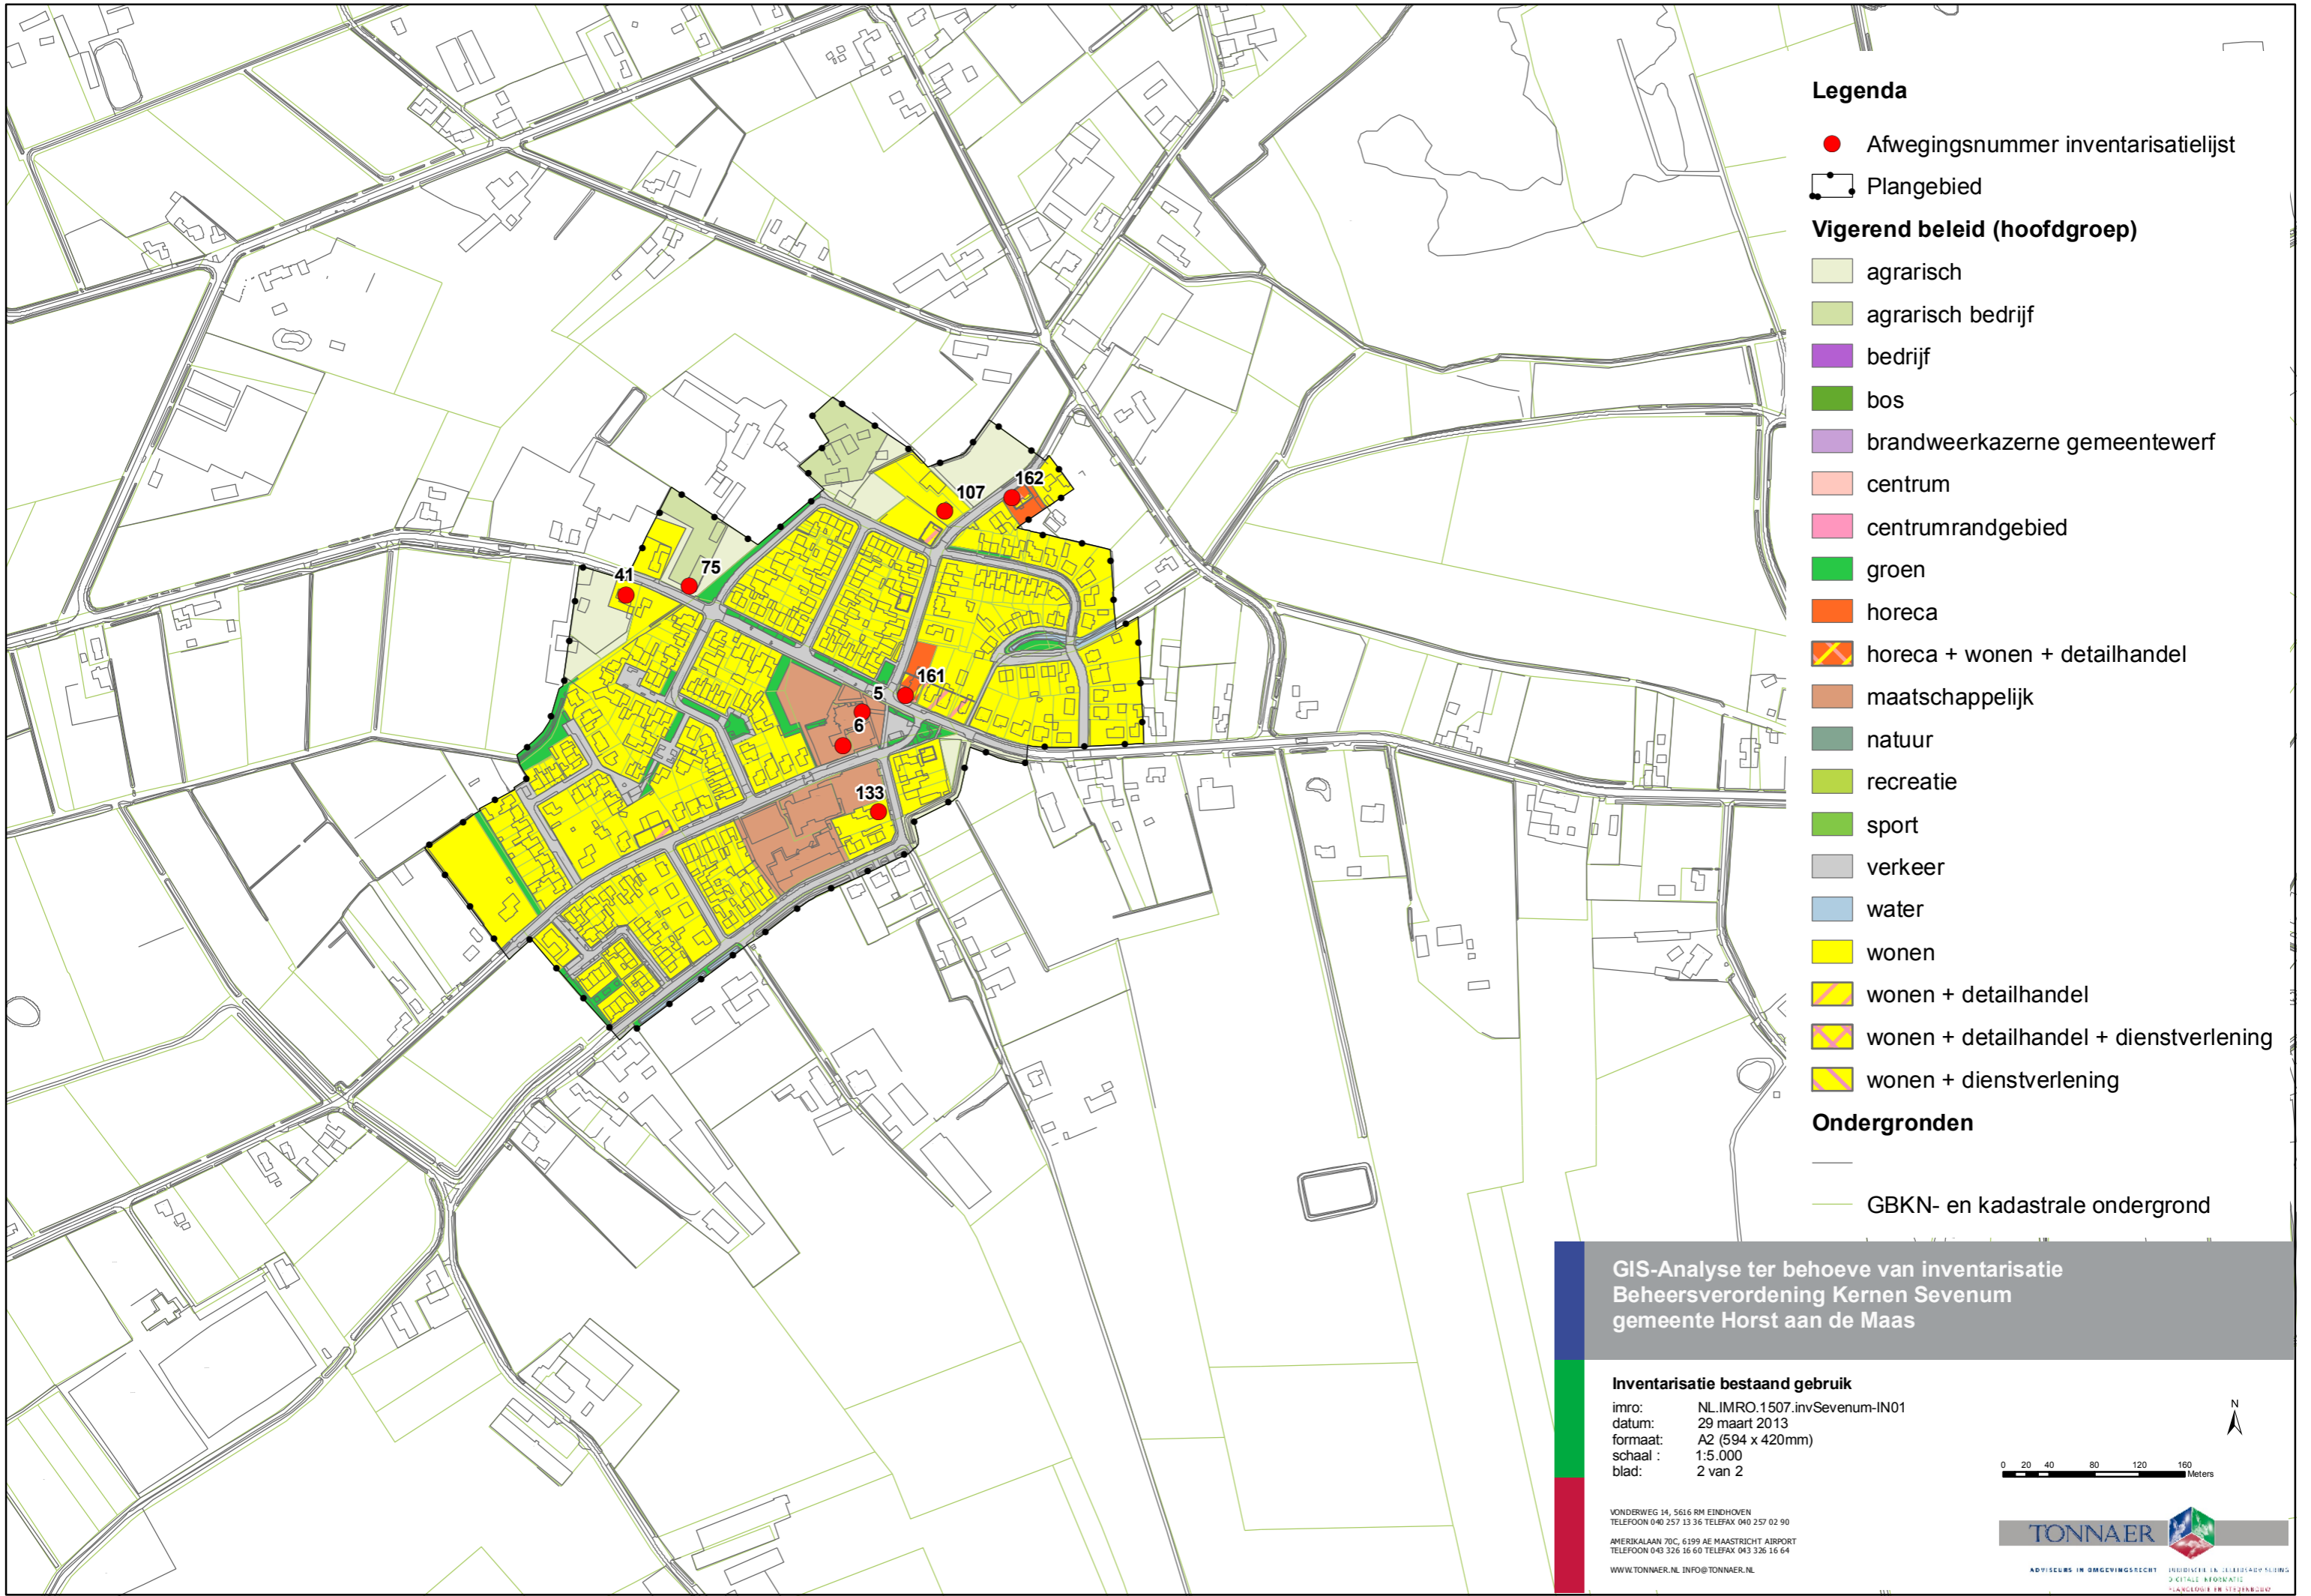 Legenda
Afwegingsnummer inventarisatielijst
Plangebied
Vigerend beleid (hoofdgroep)
agrarisch
agrarisch bedrijf
bedrijf
bos
brandweerkazerne gemeentewerf
centrum
centrumrandgebied
groen
horeca
horeca + wonen + detailhandel
maatschappelijk
natuur
recreatie
sport
verkeer
water
wonen
wonen + detailhandel
wonen + detailhandel + dienstverlening
wonen + dienstverlening
Ondergronden
GBKN- en kadastrale ondergrond
162
107
75
41
161
5
6
133
GIS-Analyse ter behoeve van inventarisatie
Beheersverordening Kernen Sevenum
gemeente Horst aan de Maas
Inventarisatie bestaand gebruik
imro: NL.IMRO.1507.invSevenum-IN01
datum: 29 maart 2013
formaat: A2 (594 x 420mm)
schaal : 1:5.000
blad: 2 van 2
N
0 20 40 80 120 160
Meters
VONDERWEG 14, 5616 RM EINDHOVEN
TELEFOON 040 257 13 36 TELEFAX 040 257 02 90
AMERIKALAAN 70C, 6199 AE MAASTRICHT AIRPORT
TELEFOON 043 326 16 60 TELEFAX 043 326 16 64
WWW.TONNAER.NL INFO@TONNAER.NL
TONNAER
ADVISEURS IN OMGEVINGSRECHT
DIGITALE INFORMATIE
PLANOLOGIE EN STEDENBOUW